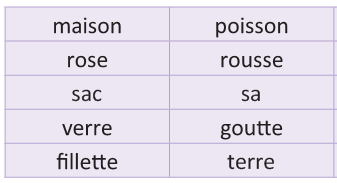 maison poisson
rose rousse
sac sa
verre goutte
fillette terre